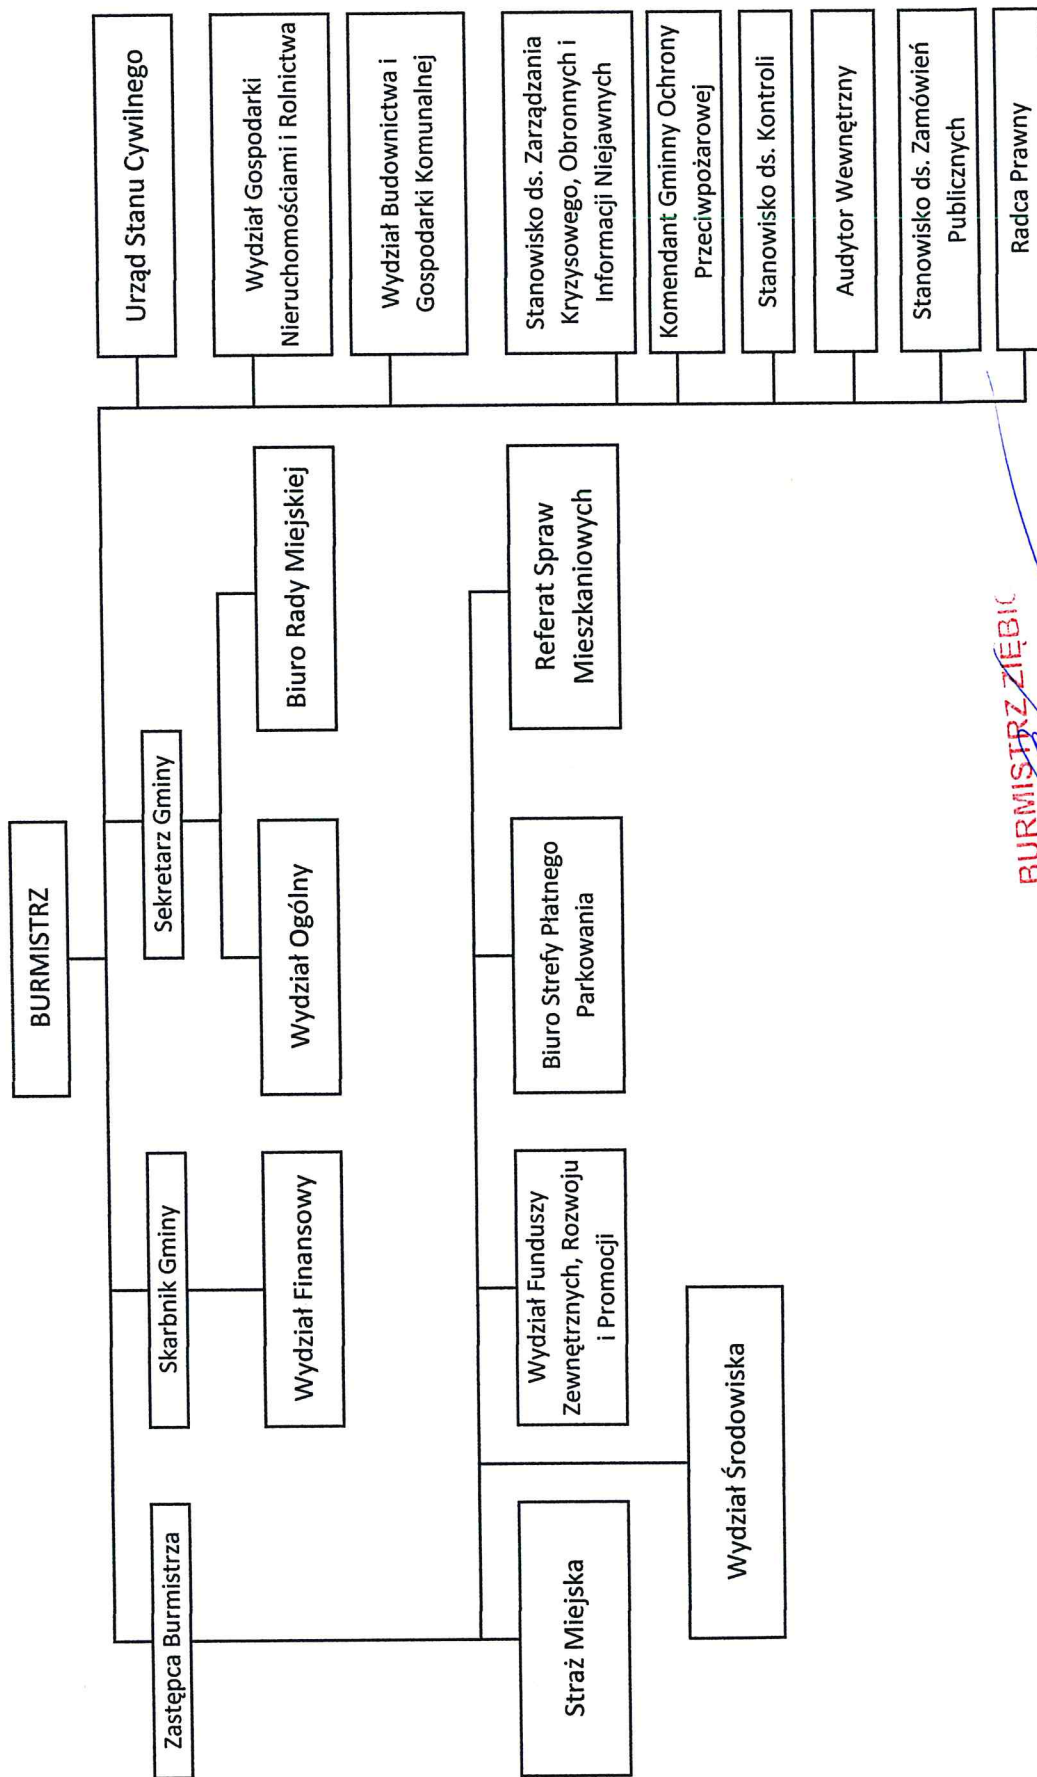 BURMISTRZ
Zastępca Burmistrza
Skarbnik Gminy
Sekretarz Gminy
Wydział Finansowy
Wydział Ogólny
Biuro Rady Miejskiej
Straż Miejska
Wydział Funduszy
Zewnętrznych, Rozwoju
i Promocji
Biuro Strefy Płatnego
Parkowania
Referat Spraw
Mieszkaniowych
Wydział Środowiska
Urząd Stanu Cywilnego
Wydział Gospodarki
Nieruchomościami i Rolnictwa
Wydział Budownictwa i
Gospodarki Komunalnej
Stanowisko ds. Zarządzania
Kryzysowego, Obronnych i
Informacji Niejawnych
Komendant Gminny Ochrony
Przeciwpożarowej
Stanowisko ds. Kontroli
Audytor Wewnętrzny
Stanowisko ds. Zamówień
Publicznych
Radca Prawny
BURMISTRZ ZIĘBIC